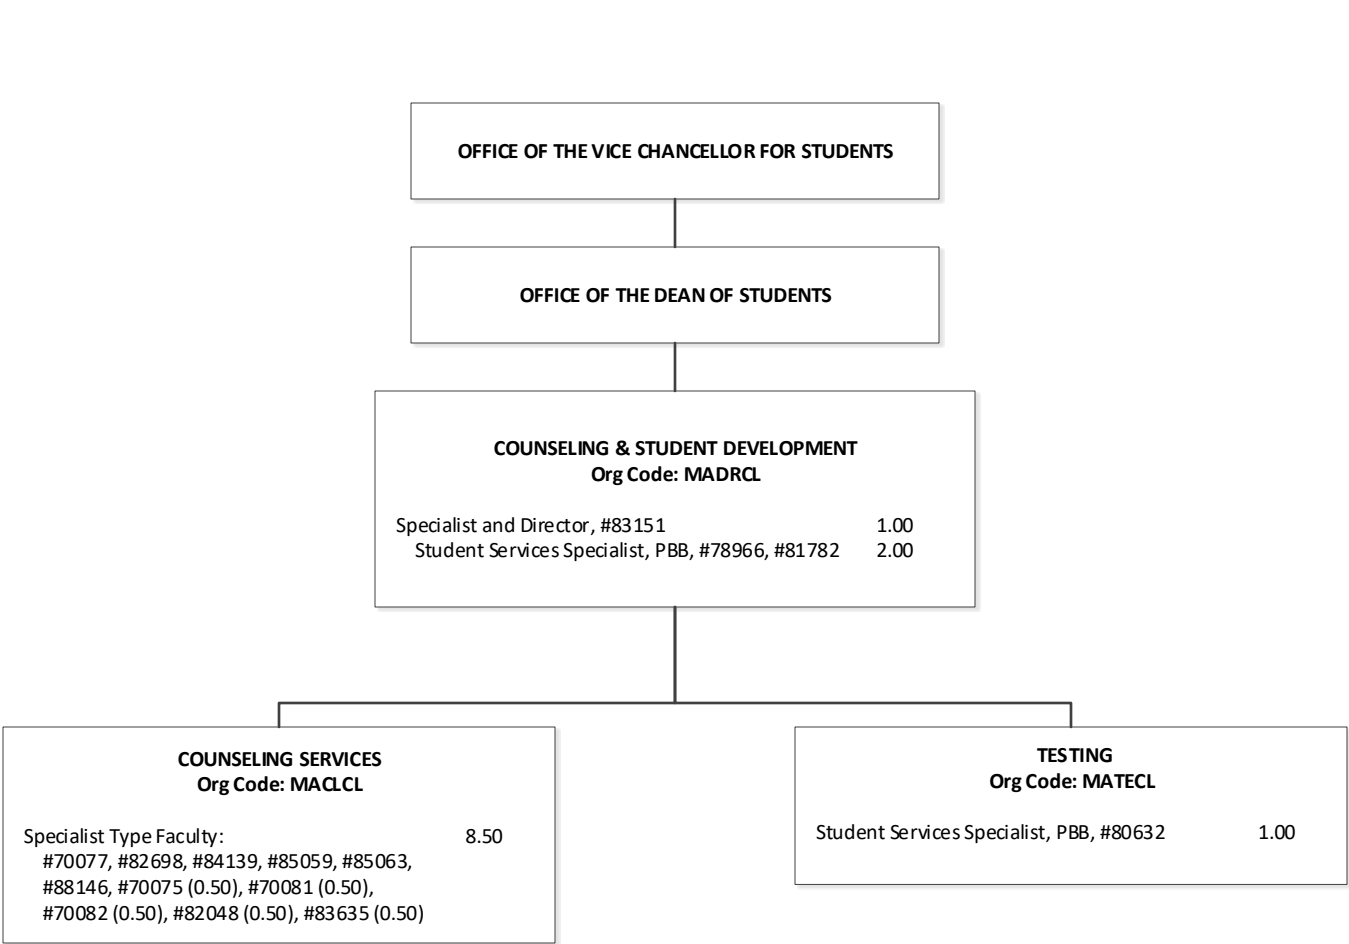 OFFICE OF THE VICE CHANCELLOR FOR STUDENTS
OFFICE OF THE DEAN OF STUDENTS
COUNSELING & STUDENT DEVELOPMENT
Org Code: MADRCL
Specialist and Director, #83151 1.00
Student Services Specialist, PBB, #78966, #81782 2.00
COUNSELING SERVICES
Org Code: MACLCL
Specialist Type Faculty: 8.50
#70077, #82698, #84139, #85059, #85063,
#88146, #70075 (0.50), #70081 (0.50),
#70082 (0.50), #82048 (0.50), #83635 (0.50)
TESTING
Org Code: MATECL
Student Services Specialist, PBB, #80632 1.00